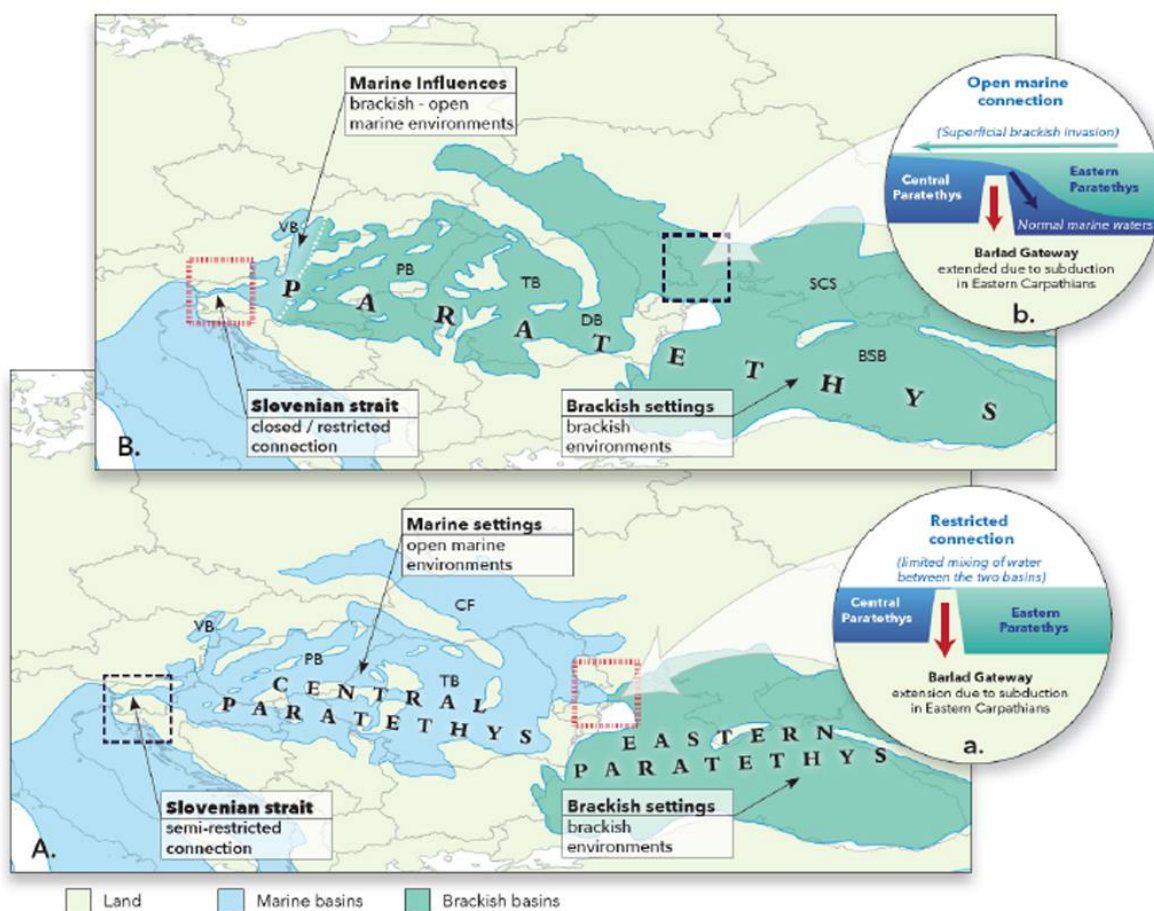 Marine Influences
brackish - open
marine environments
VB
PB
TB
DB
SCS
BSB
P A R A T E T H Y S
Slovenian strait
closed / restricted
connection
Brackish settings
brackish
environments
B.
Open marine
connection
(Superficial brackish invasion)
Central
Paratethys
Eastern
Paratethys
Normal marine waters
Barlad Gateway
extended due to subduction
in Eastern Carpathians
b.
Marine settings
open marine
environments
CF
VB
PB
TB
C E N T R A L
P A R A T E T H Y S
E A S T E R N
P A R A T E T H Y S
Slovenian strait
semi-restricted
connection
Brackish settings
brackish
environments
A.
Restricted
connection
(limited mixing of water
between the two basins)
Central
Paratethys
Eastern
Paratethys
Barlad Gateway
extension due to subduction
in Eastern Carpathians
a.
Land
Marine basins
Brackish basins